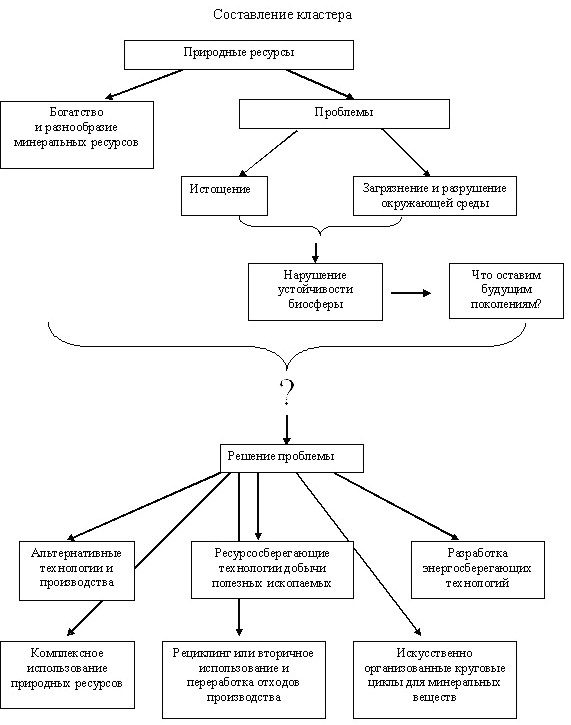 Составление кластера
Природные ресурсы
Богатство
и разнообразие
минеральных ресурсов
Проблемы
Истощение
Загрязнение и разрушение
окружающей среды
Нарушение
устойчивости
биосферы
Что оставим
будущим
поколениям?
?
Решение проблемы
Альтернативные
технологии и
производства
Ресурсосберегающие
технологии добычи
полезных ископаемых
Разработка
энергосберегающих
технологий
Комплексное
использование
природных ресурсов
Рециклинг или вторичное
использование и
переработка отходов
производства
Искусственно
организованные круговые
циклы для минеральных
веществ